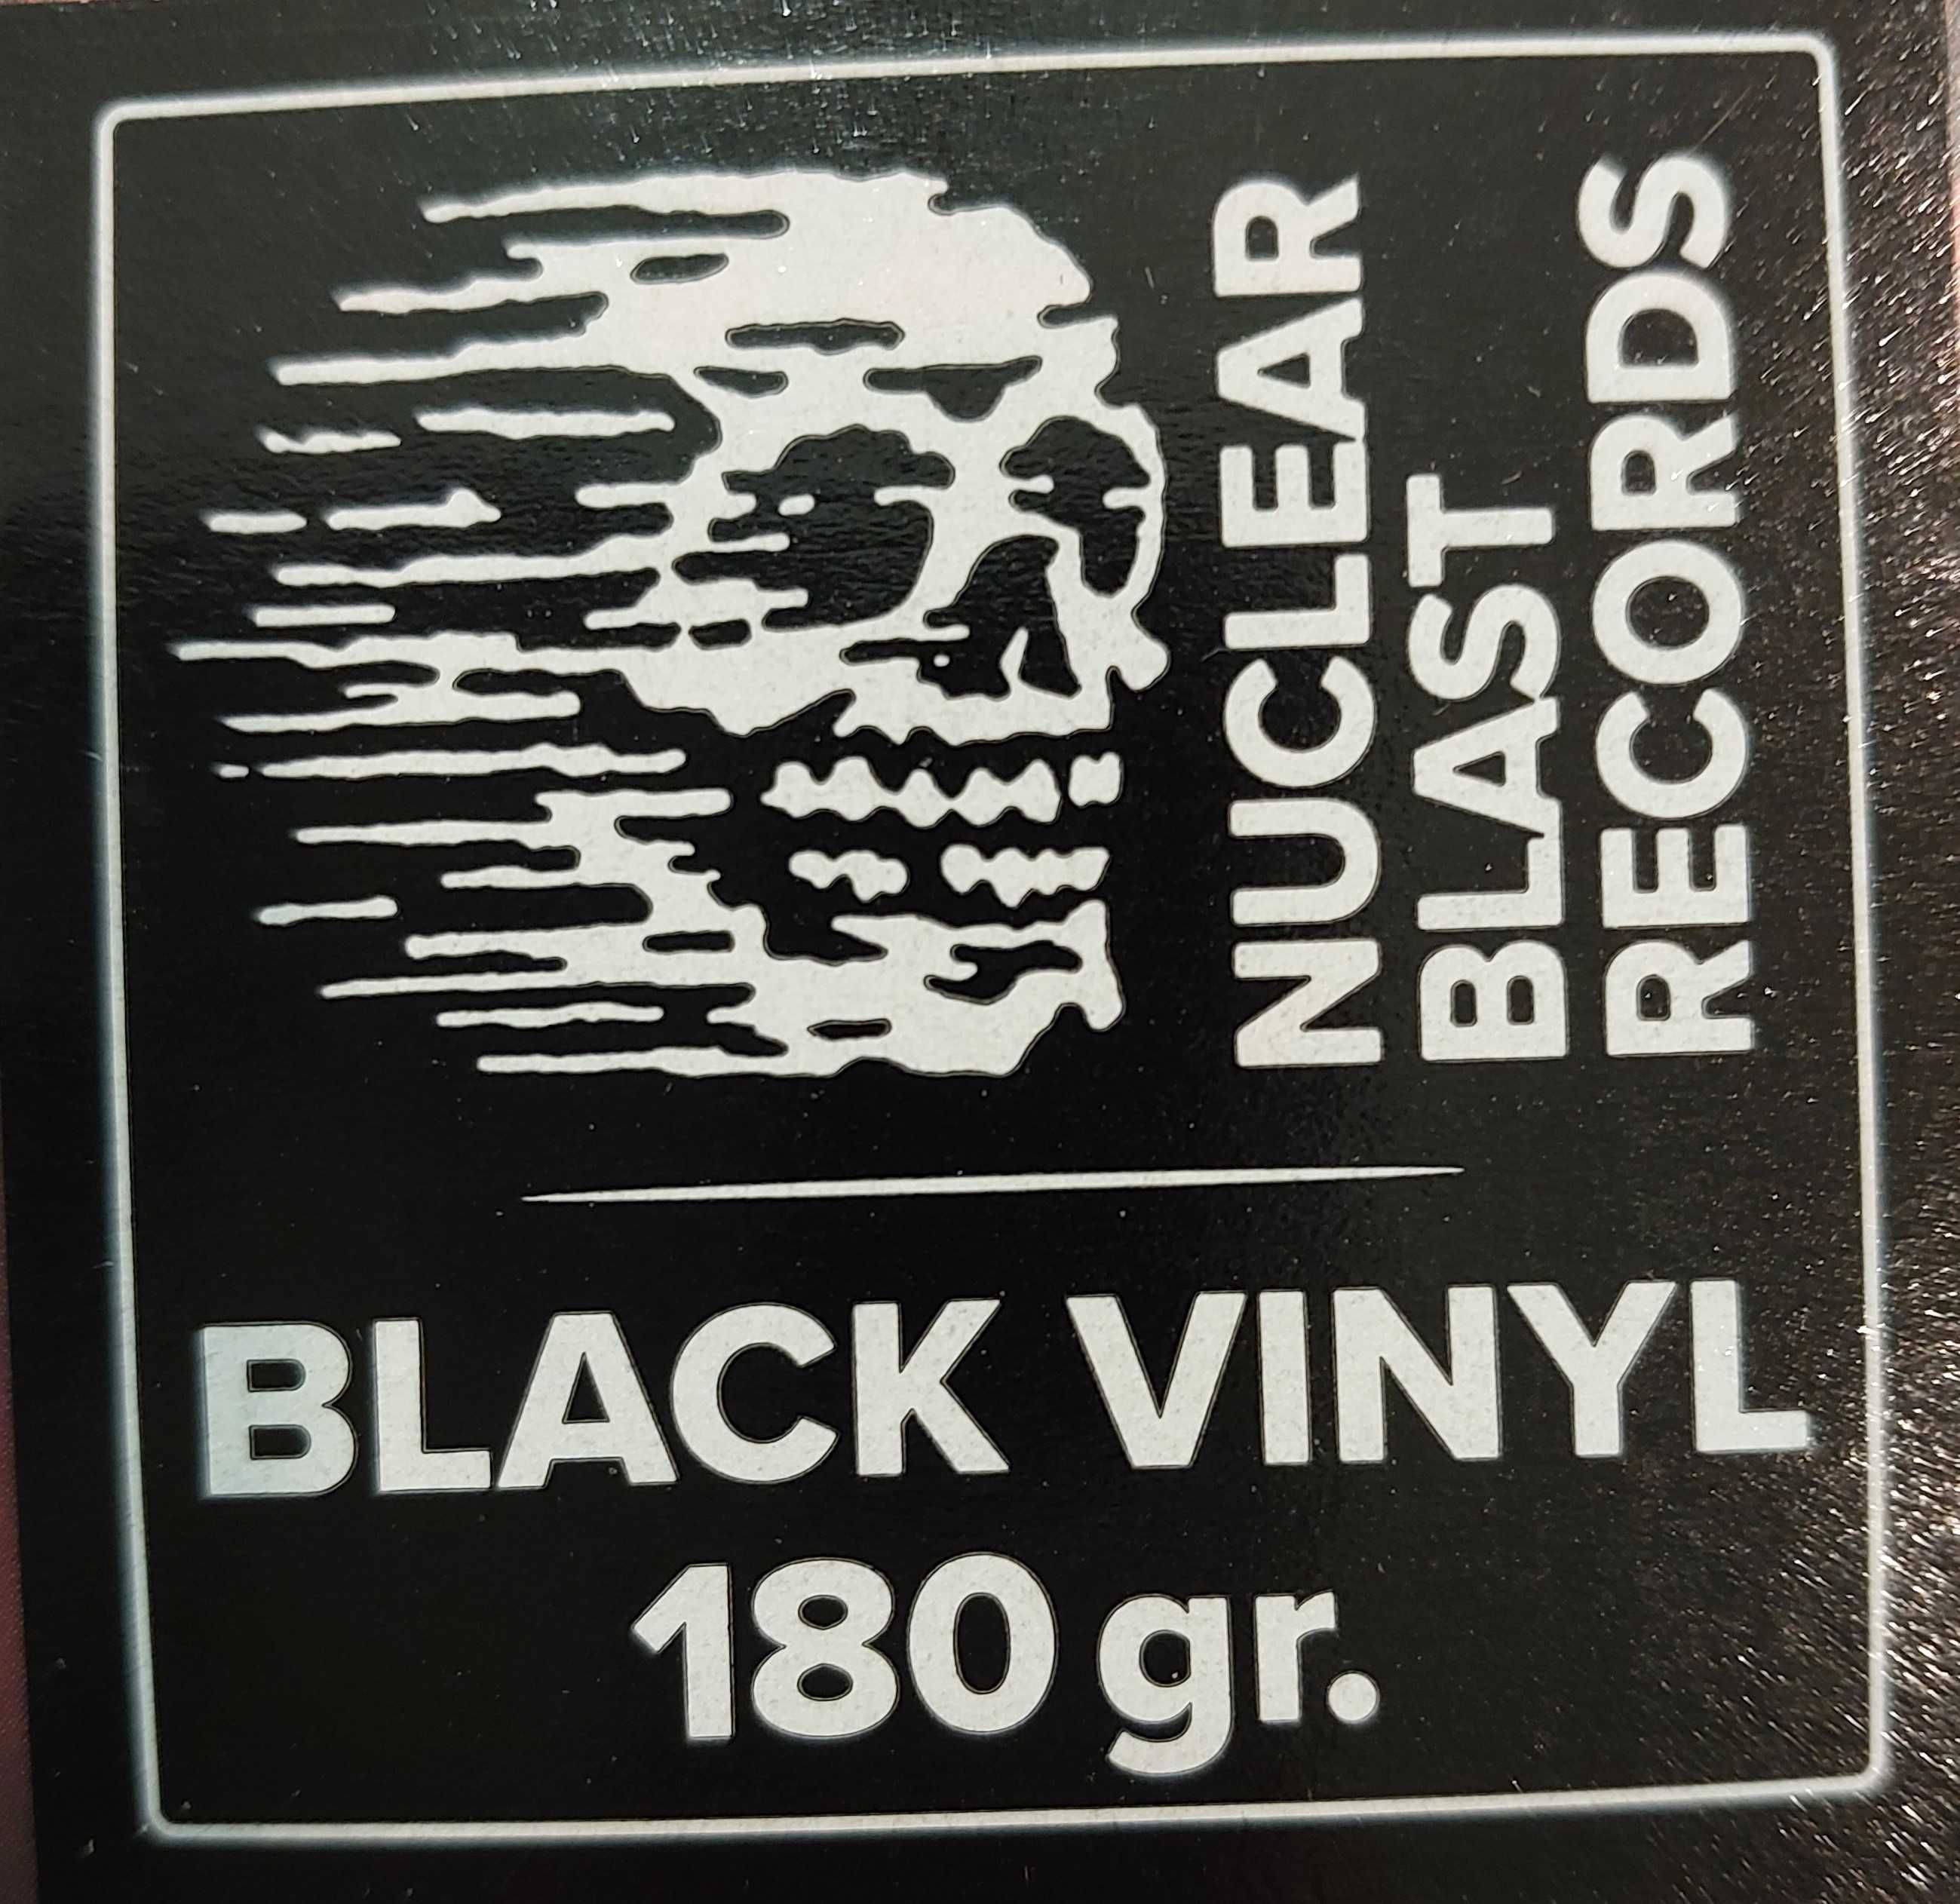 NUCLEAR
BLAST
RECORDS
BLACK VINYL
180 gr.